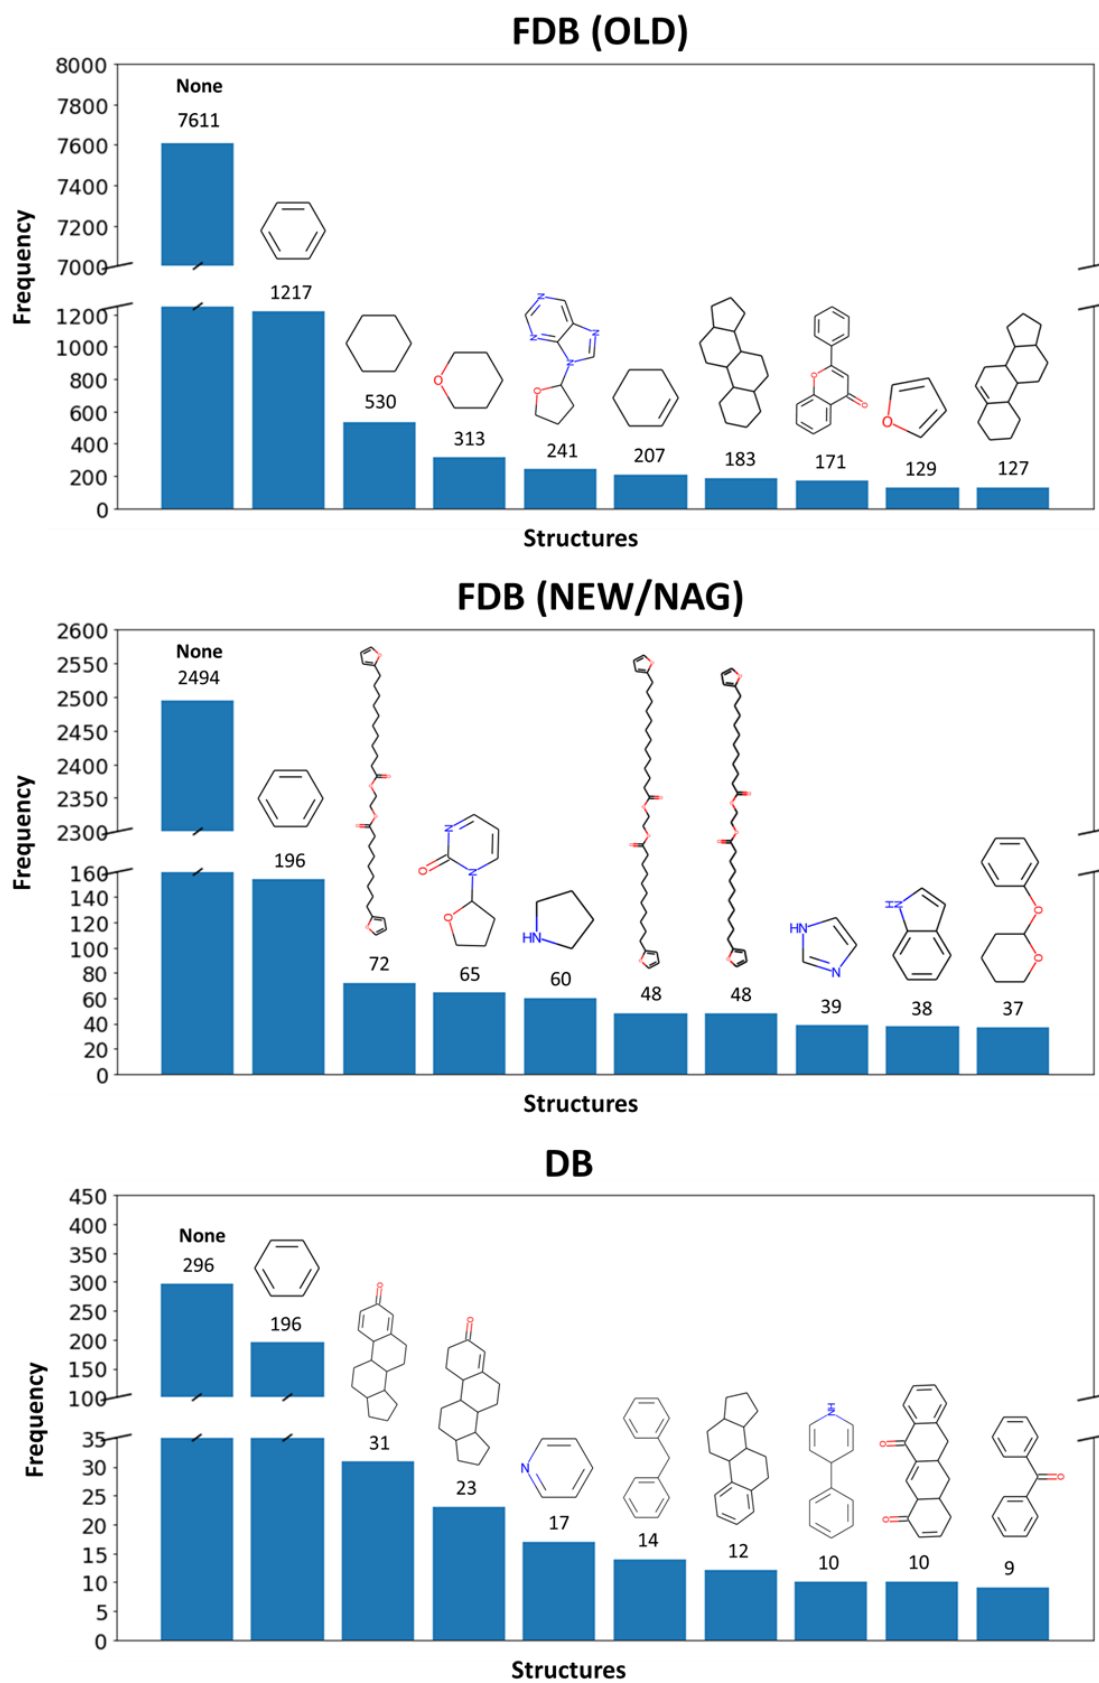 FDB (OLD)
8000
7800
7600
7400
7200
7000
1200
1000
800
600
400
200
0
Frequency
None
7611
1217
530
O
313
N
N
N
N
O
241
207
183
O
O
171
O
129
127
Structures
FDB (NEW/NAG)
2600
2550
2500
2450
2400
2350
2300
160
140
120
100
80
60
40
20
0
Frequency
None
2494
196
O
O
O
O
O
O
72
N
O
N
O
65
HN
60
O
O
O
O
O
O
48
O
O
O
O
O
O
48
HN
N
39
HN
38
O
O
37
Structures
DB
450
400
350
300
250
200
150
100
35
30
25
20
15
10
5
0
Frequency
None
296
196
O
31
O
23
N
17
14
12
HN
10
O
O
10
O
9
Structures